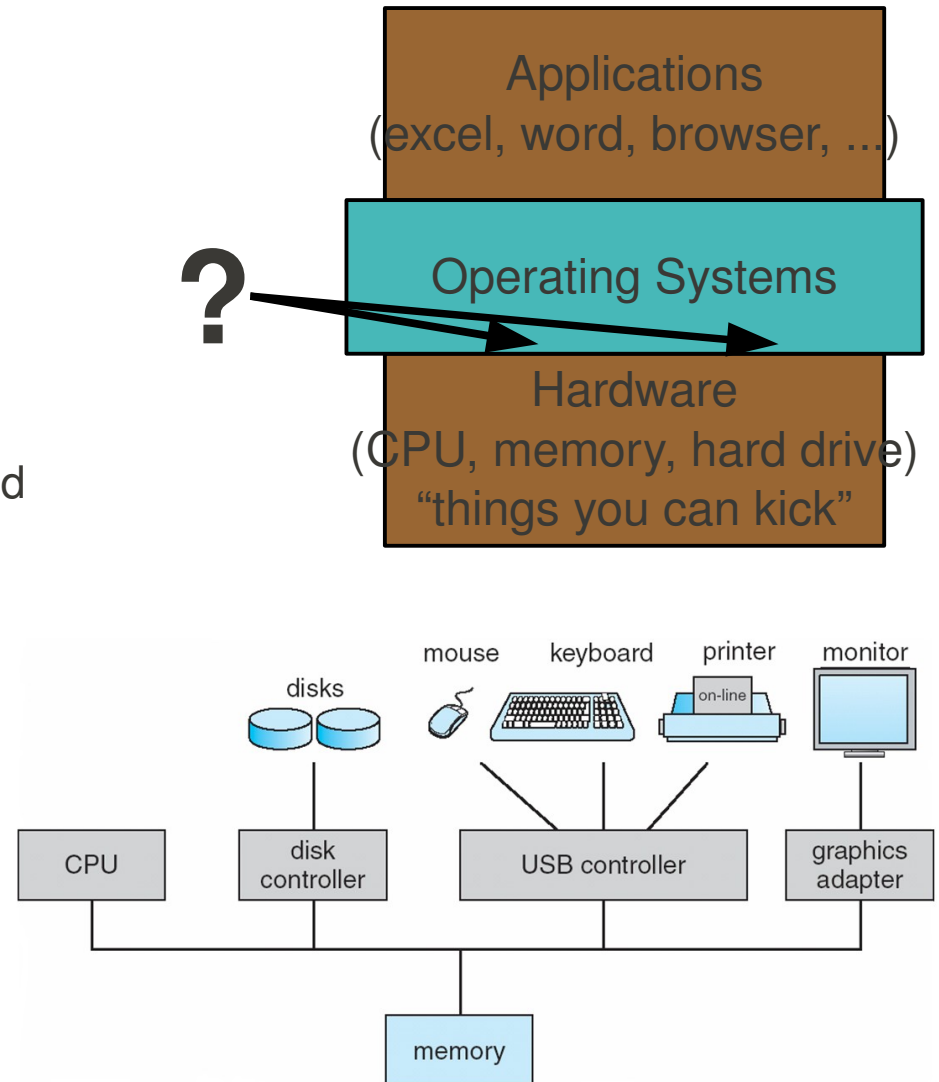 Applications
(excel, word, browser, ...)
?
Operating Systems
Hardware
(CPU, memory, hard drive)
d
“things you can kick”
mouse
keyboard
printer
monitor
disks
on-line
CPU
disk
controller
USB controller
graphics
adapter
memory